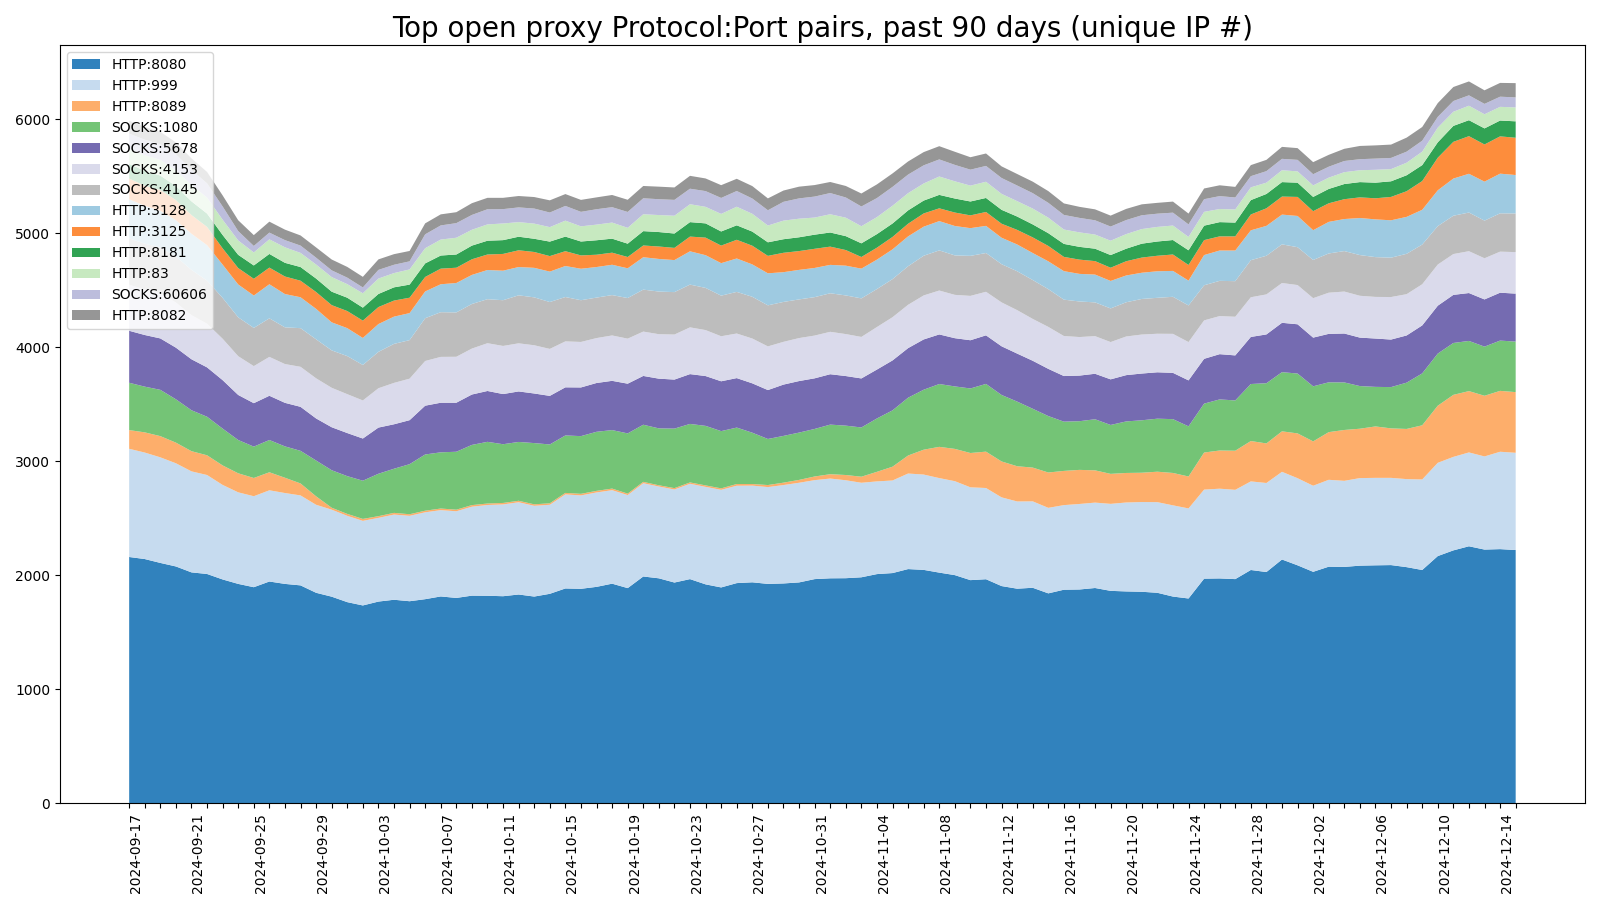 Top open proxy Protocol:Port pairs, past 90 days (unique IP #)
HTTP:8080
HTTP:999
HTTP:8089
SOCKS:1080
SOCKS:5678
SOCKS:4153
SOCKS:4145
HTTP:3128
HTTP:3125
HTTP:8181
HTTP:83
SOCKS:60606
HTTP:8082
6000
5000
4000
3000
2000
1000
0
2024-09-17
2024-09-21
2024-09-25
2024-09-29
2024-10-03
2024-10-07
2024-10-11
2024-10-15
2024-10-19
2024-10-23
2024-10-27
2024-10-31
2024-11-04
2024-11-08
2024-11-12
2024-11-16
2024-11-20
2024-11-24
2024-11-28
2024-12-02
2024-12-06
2024-12-10
2024-12-14